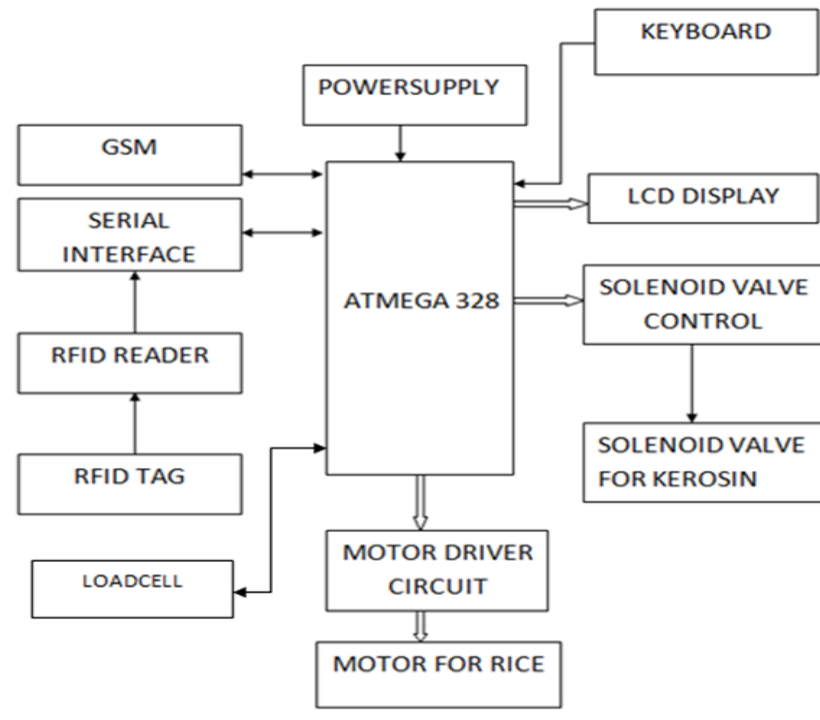 KEYBOARD
POWERSUPPLY
GSM
LCD DISPLAY
SERIAL
INTERFACE
ATMEGA 328
SOLENOID VALVE
CONTROL
RFID READER
SOLENOID VALVE
FOR KEROSIN
RFID TAG
MOTOR DRIVER
CIRCUIT
LOADCELL
MOTOR FOR RICE